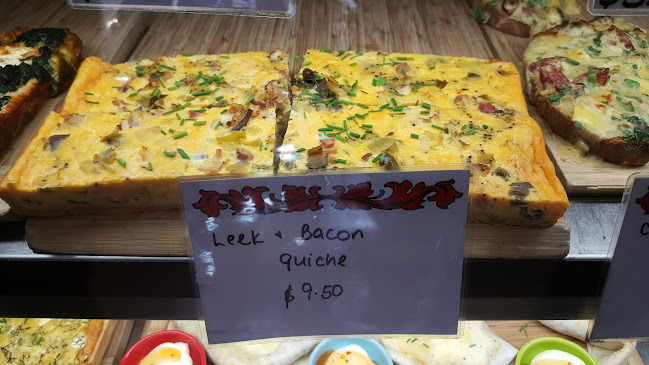 Leek + Bacon
quiche
$9.50